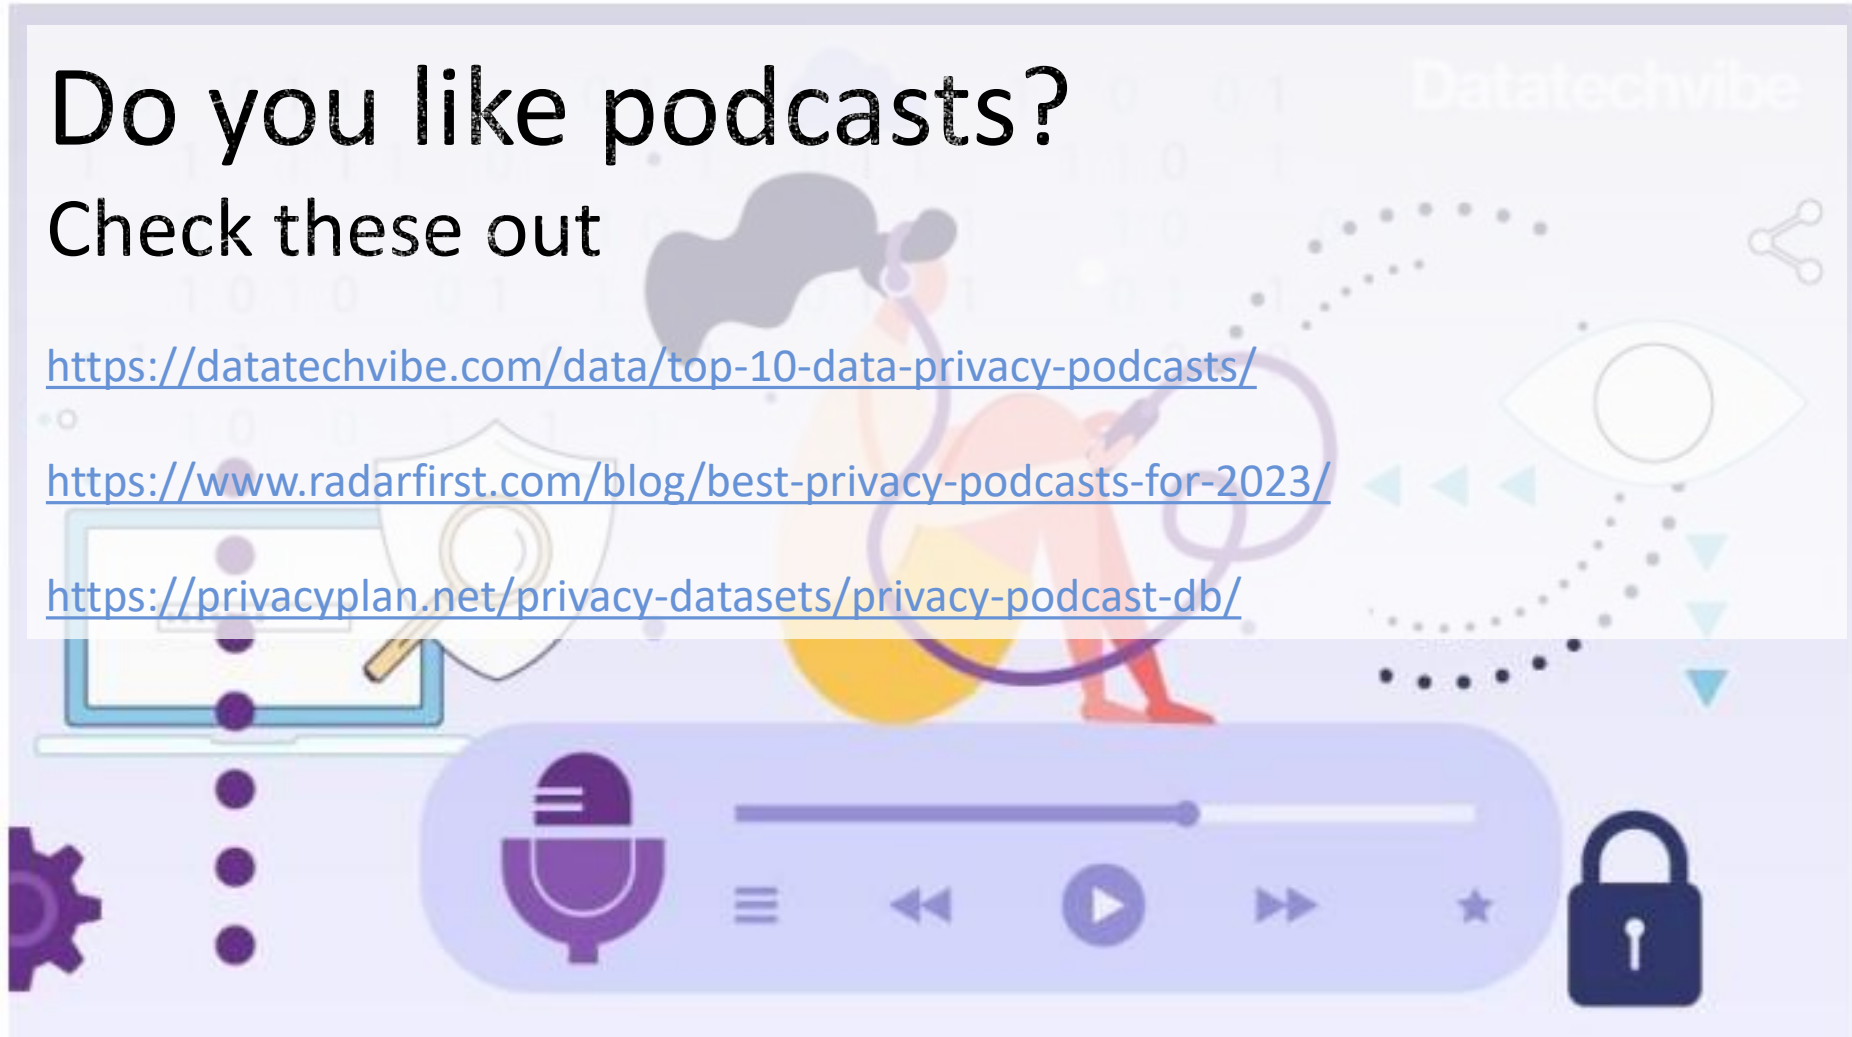 Datatechvibe
Do you like podcasts?
Check these out
https://datatechvibe.com/data/top-10-data-privacy-podcasts/
https://www.radarfirst.com/blog/best-privacy-podcasts-for-2023/
https://privacyplan.net/privacy-datasets/privacy-podcast-db/